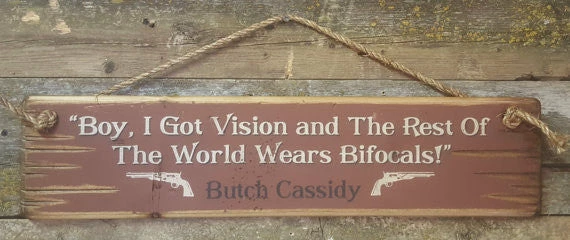 “Boy, I Got Vision and The Rest Of
The World Wears Bifocals!”
Butch Cassidy